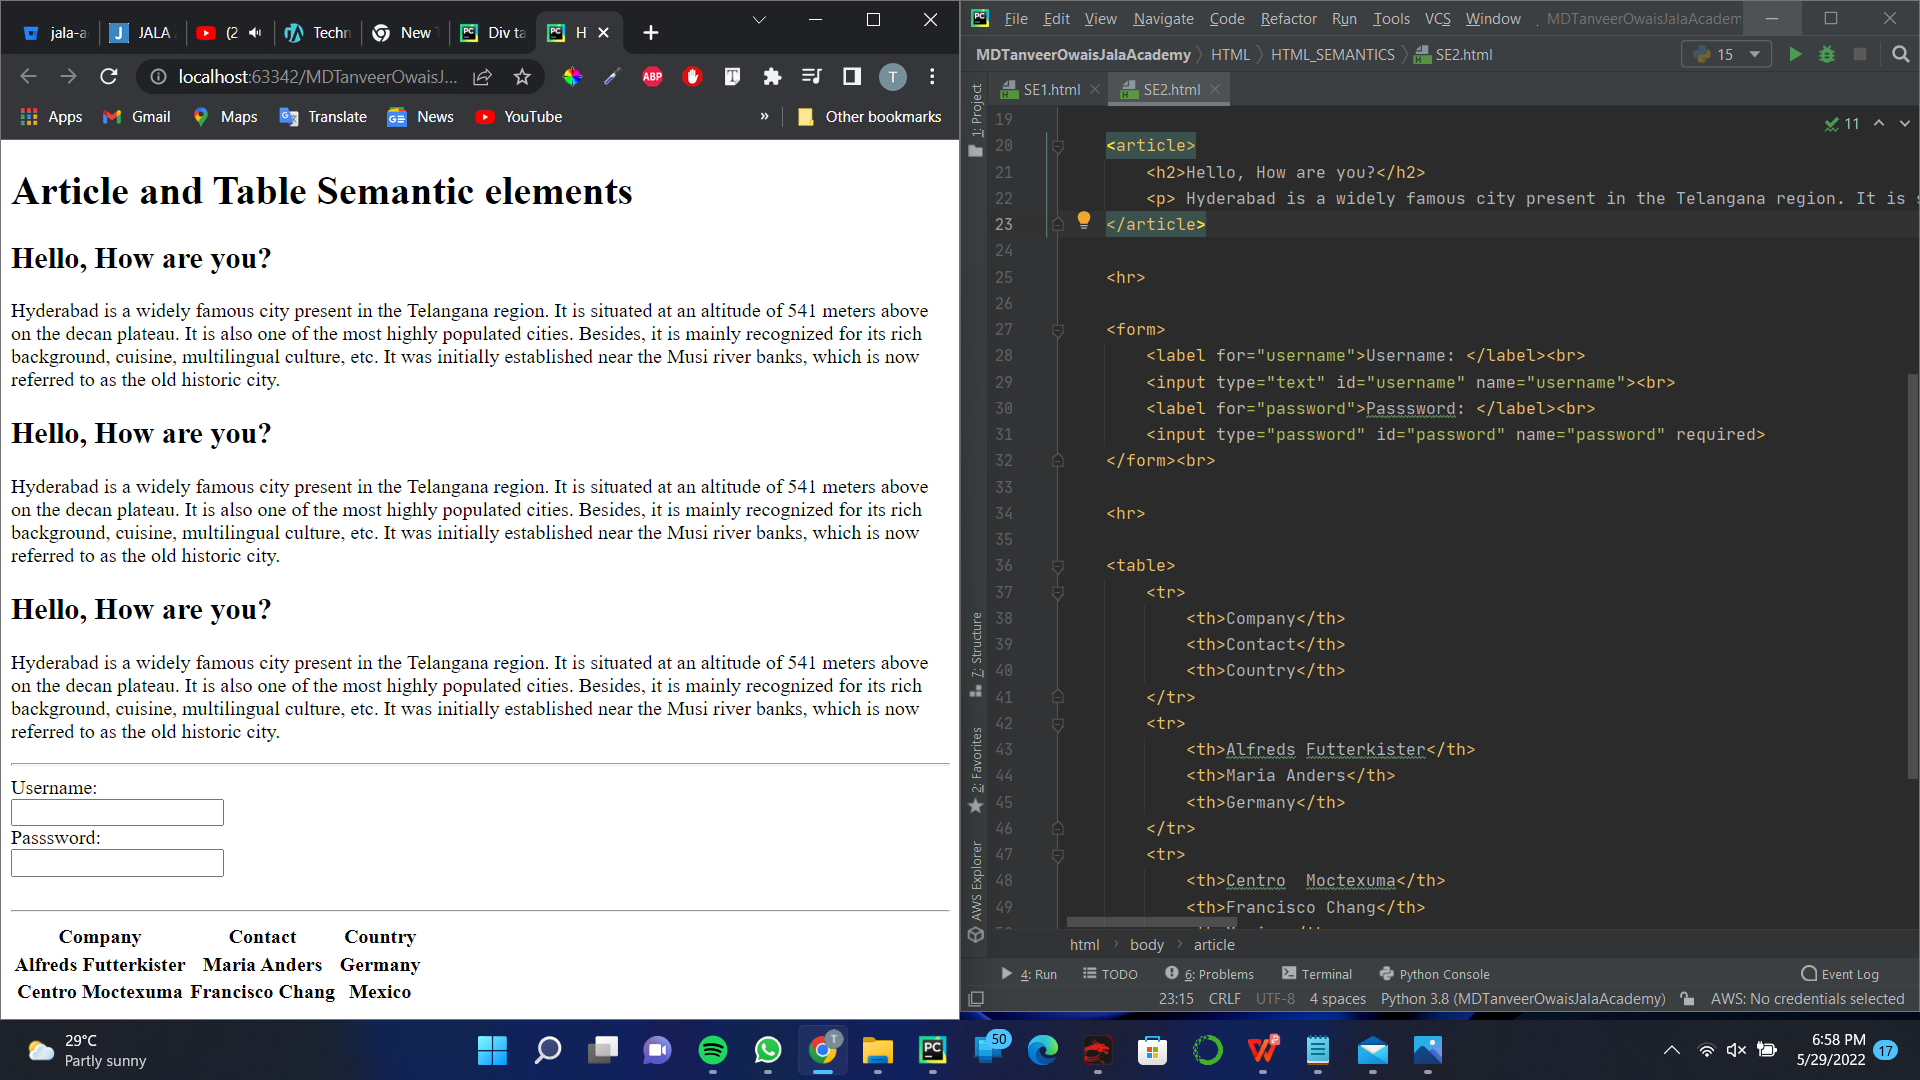 jala-a
JALA
(2
Techn
New
Div ta
H
localhost:63342/MDTanveerOwaisJ...
ABP
T
Apps
Gmail
Maps
Translate
News
YouTube
»
Other bookmarks
Article and Table Semantic elements
Hello, How are you?
Hyderabad is a widely famous city present in the Telangana region. It is situated at an altitude of 541 meters above
on the decan plateau. It is also one of the most highly populated cities. Besides, it is mainly recognized for its rich
background, cuisine, multilingual culture, etc. It was initially established near the Musi river banks, which is now
referred to as the old historic city.
Hello, How are you?
Hyderabad is a widely famous city present in the Telangana region. It is situated at an altitude of 541 meters above
on the decan plateau. It is also one of the most highly populated cities. Besides, it is mainly recognized for its rich
background, cuisine, multilingual culture, etc. It was initially established near the Musi river banks, which is now
referred to as the old historic city.
Hello, How are you?
Hyderabad is a widely famous city present in the Telangana region. It is situated at an altitude of 541 meters above
on the decan plateau. It is also one of the most highly populated cities. Besides, it is mainly recognized for its rich
background, cuisine, multilingual culture, etc. It was initially established near the Musi river banks, which is now
referred to as the old historic city.
Username:
Passsword:
Company Contact Country
Alfreds Futterkister Maria Anders Germany
Centro Moctexuma Francisco Chang Mexico
PC File Edit View Navigate Code Refactor Run Tools VCS Window MDTanveerOwaisJalaAcadem
MDTanveerOwaisJalaAcademy HTML HTML_SEMANTICS SE2.html 15
SE1.html SE2.html
1: Project
7: Structure
2: Favorites
AWS Explorer
11
19
20 <article>
21 <h2>Hello, How are you?</h2>
22 <p> Hyderabad is a widely famous city present in the Telangana region. It is s
23 </article>
24
25 <hr>
26
27 <form>
28 <label for="username">Username: </label><br>
29 <input type="text" id="username" name="username"><br>
30 <label for="password">Passsword: </label><br>
31 <input type="password" id="password" name="password" required>
32 </form><br>
33
34 <hr>
35
36 <table>
37 <tr>
38 <th>Company</th>
39 <th>Contact</th>
40 <th>Country</th>
41 </tr>
42 <tr>
43 <th>Alfreds Futterkister</th>
44 <th>Maria Anders</th>
45 <th>Germany</th>
46 </tr>
47 <tr>
48 <th>Centro  Moctexuma</th>
49 <th>Francisco Chang</th>
html body article
4: Run TODO 6: Problems Terminal Python Console Event Log
23:15 CRLF UTF-8 4 spaces Python 3.8 (MDTanveerOwaisJalaAcademy) AWS: No credentials selected
29°C
Partly sunny
T
PC
50
6:58 PM
5/29/2022
17